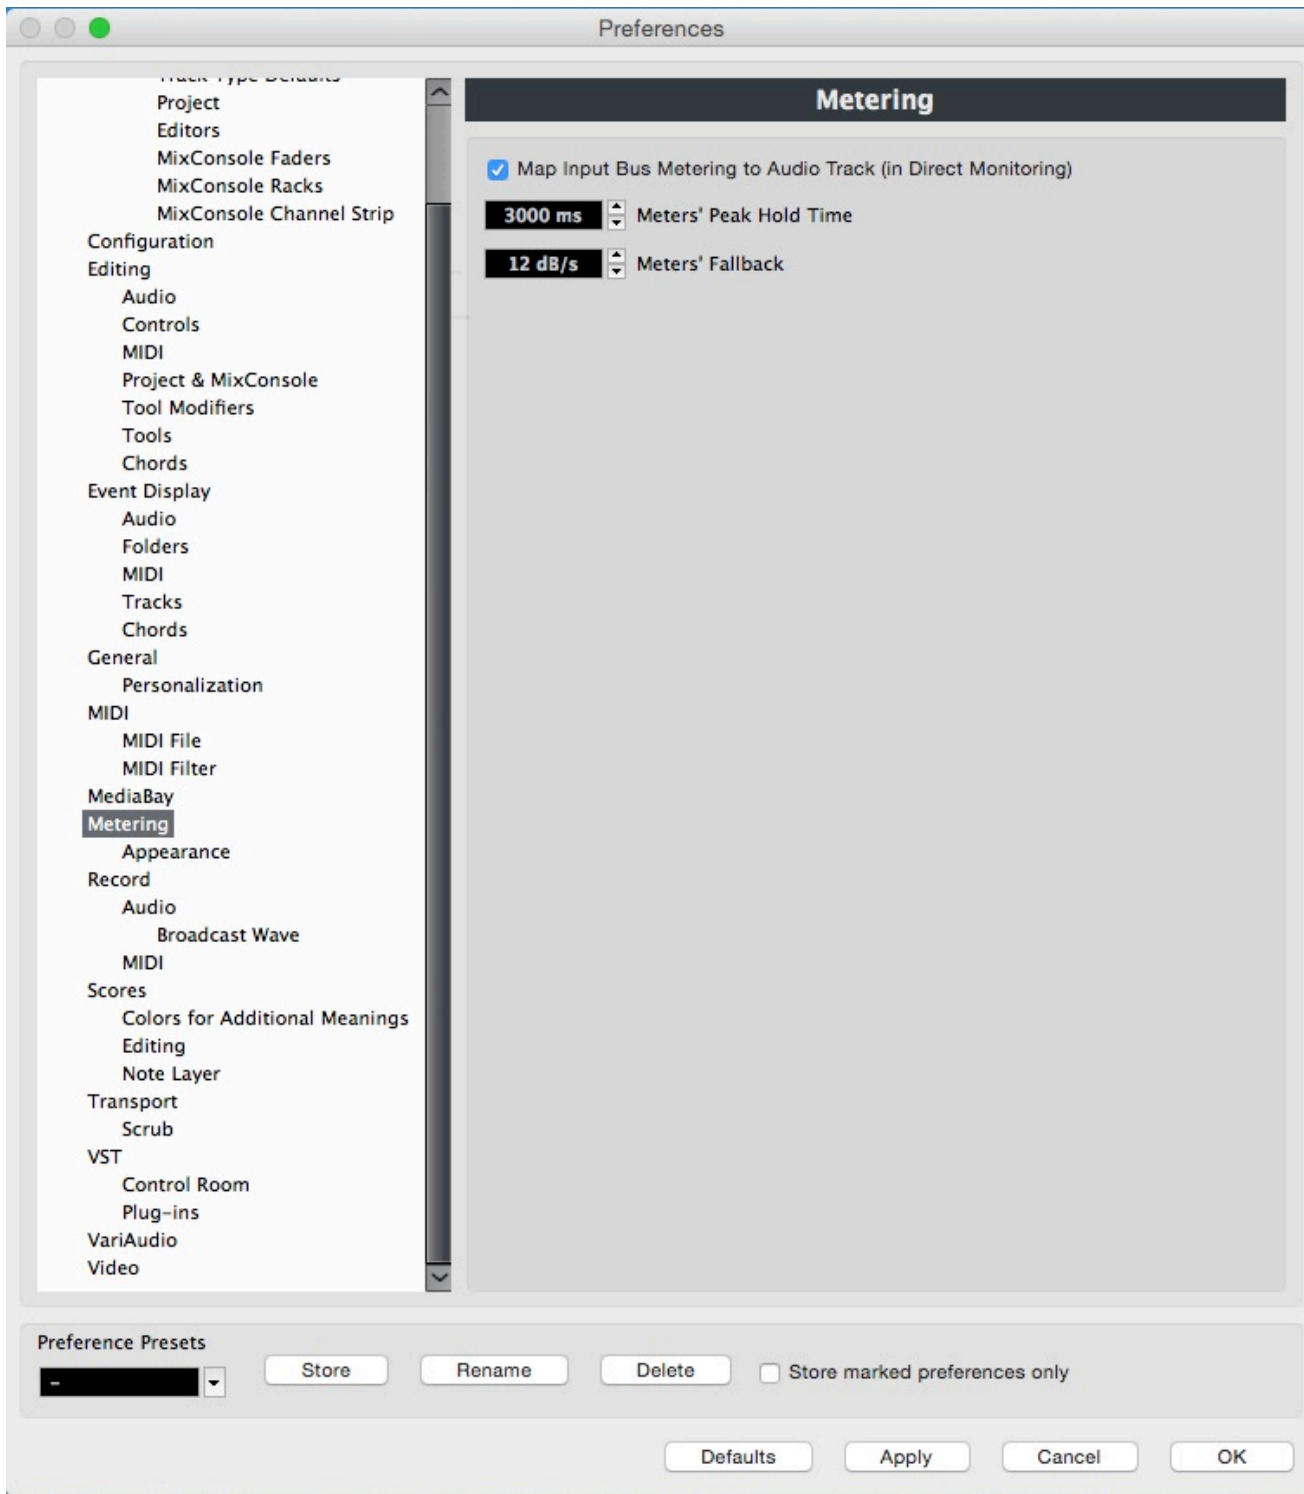 Preferences
Track Type Defaults
Project
Editors
MixConsole Faders
MixConsole Racks
MixConsole Channel Strip
Configuration
Editing
Audio
Controls
MIDI
Project & MixConsole
Tool Modifiers
Tools
Chords
Event Display
Audio
Folders
MIDI
Tracks
Chords
General
Personalization
MIDI
MIDI File
MIDI Filter
MediaBay
Metering
Appearance
Record
Audio
Broadcast Wave
MIDI
Scores
Colors for Additional Meanings
Editing
Note Layer
Transport
Scrub
VST
Control Room
Plug-ins
VariAudio
Video
Metering
Map Input Bus Metering to Audio Track (in Direct Monitoring)
3000 ms Meters' Peak Hold Time
12 dB/s Meters' Fallback
Preference Presets
– Store Rename Delete Store marked preferences only
Defaults Apply Cancel OK